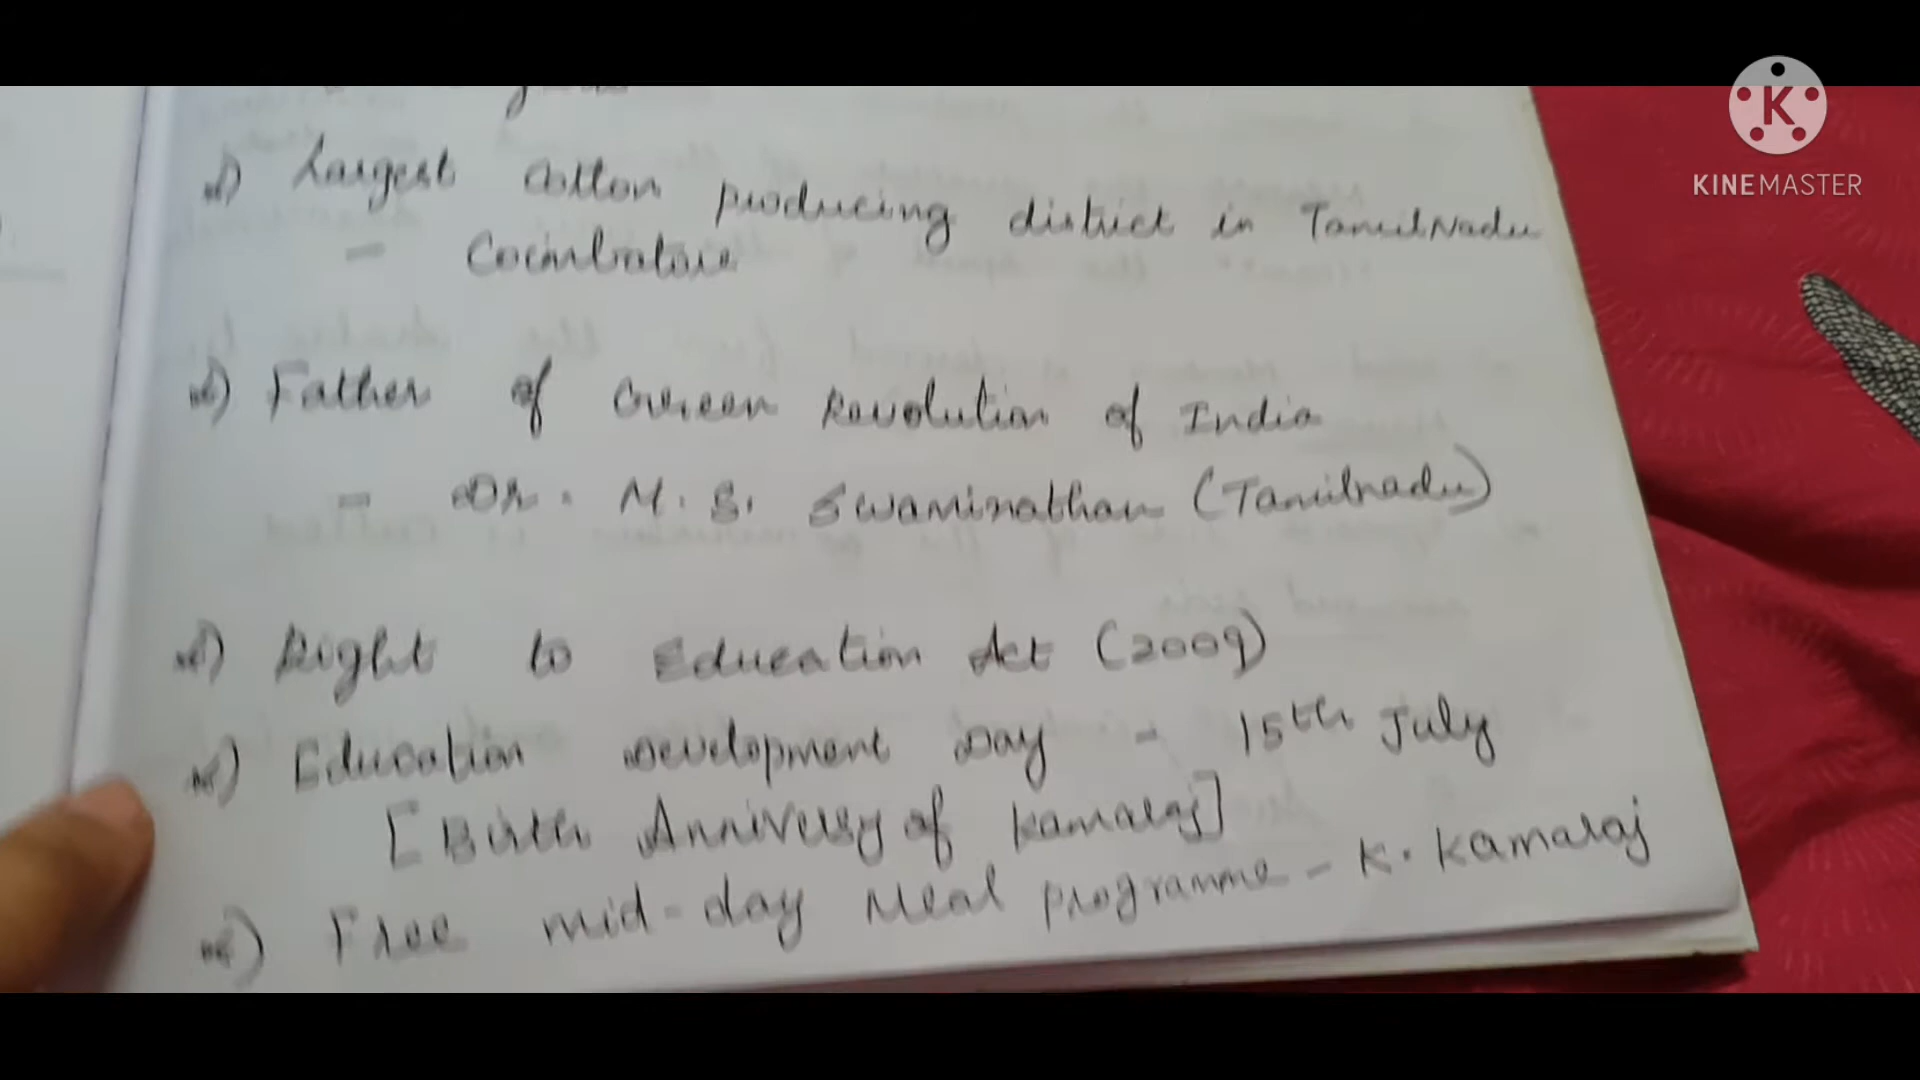 K
KINEMASTER
*) Largest Cotton producing district in TamilNadu
- Coimbatore
*) Father of Green Revolution of India
- Dr. M. S. Swaminathan (Tamilnadu)
*) Right to Education Act (2009)
*) Education Development Day - 15th July
[Birth Anniversy of Kamaraj]
*) Free mid-day Meal programme - K. Kamaraj